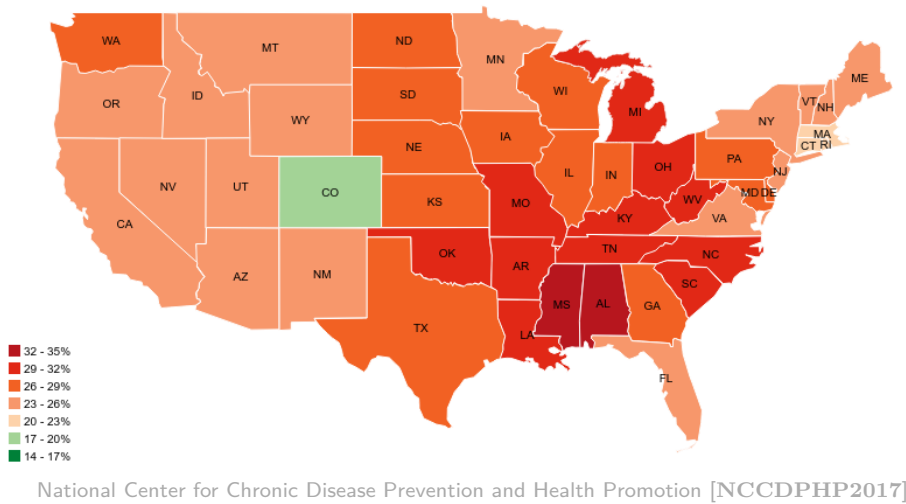 WA
MT
ND
MN
ME
OR
ID
WY
SD
WI
MI
NY
VT
NH
MA
CT RI
NV
UT
CO
NE
IA
IL
IN
OH
PA
NJ
MD
DE
CA
KS
MO
KY
WV
VA
AZ
NM
OK
AR
TN
NC
SC
TX
LA
MS
AL
GA
FL
32 - 35%
29 - 32%
26 - 29%
23 - 26%
20 - 23%
17 - 20%
14 - 17%
National Center for Chronic Disease Prevention and Health Promotion [NCCDPHP2017]